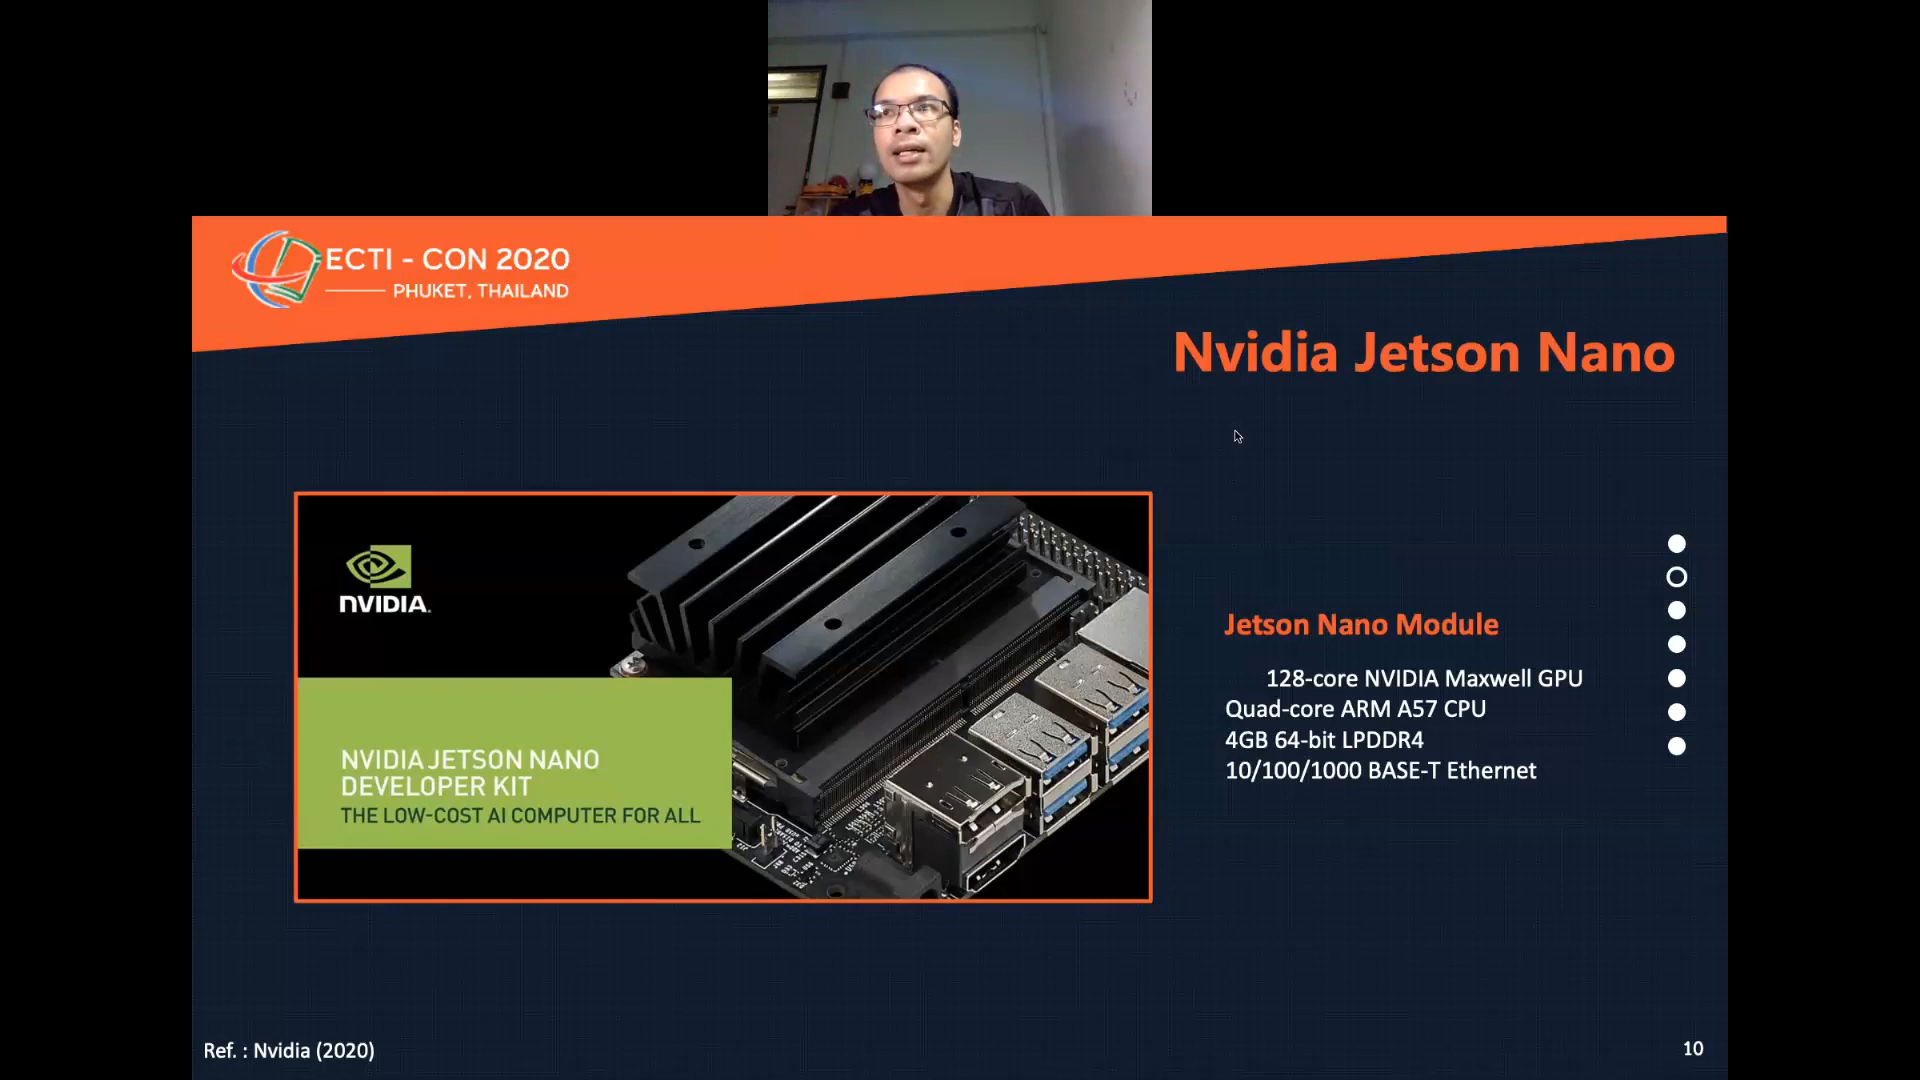 ECTI - CON 2020
PHUKET, THAILAND
Nvidia Jetson Nano
NVIDIA.
NVIDIA JETSON NANO
DEVELOPER KIT
THE LOW-COST AI COMPUTER FOR ALL
Jetson Nano Module
128-core NVIDIA Maxwell GPU
Quad-core ARM A57 CPU
4GB 64-bit LPDDR4
10/100/1000 BASE-T Ethernet
Ref. : Nvidia (2020)
10